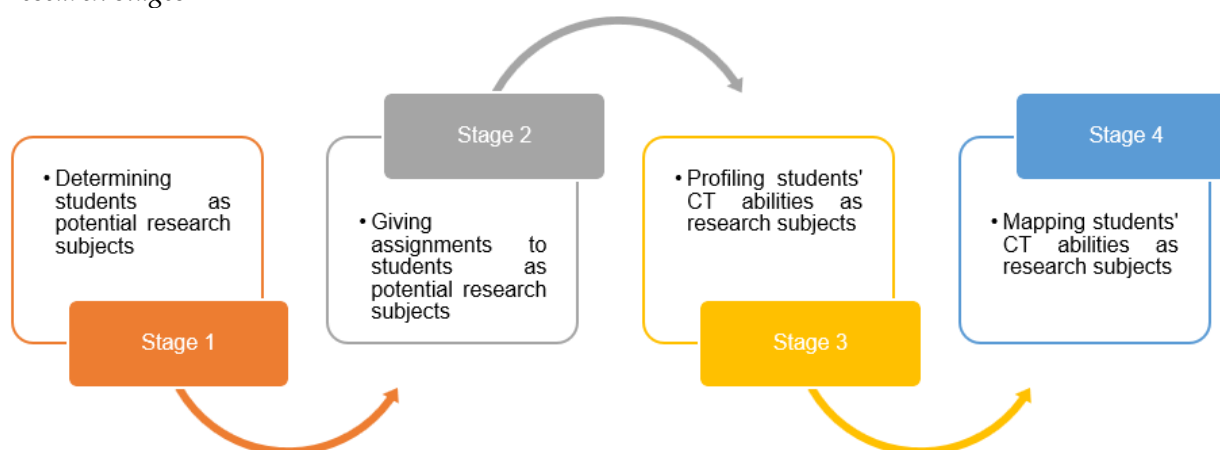 Stage 2
Stage 4
• Determining
students as
potential research
subjects
• Profiling students'
CT abilities as
research subjects
• Giving
assignments to
students as
potential research
subjects
• Mapping students'
CT abilities as
research subjects
Stage 1
Stage 3